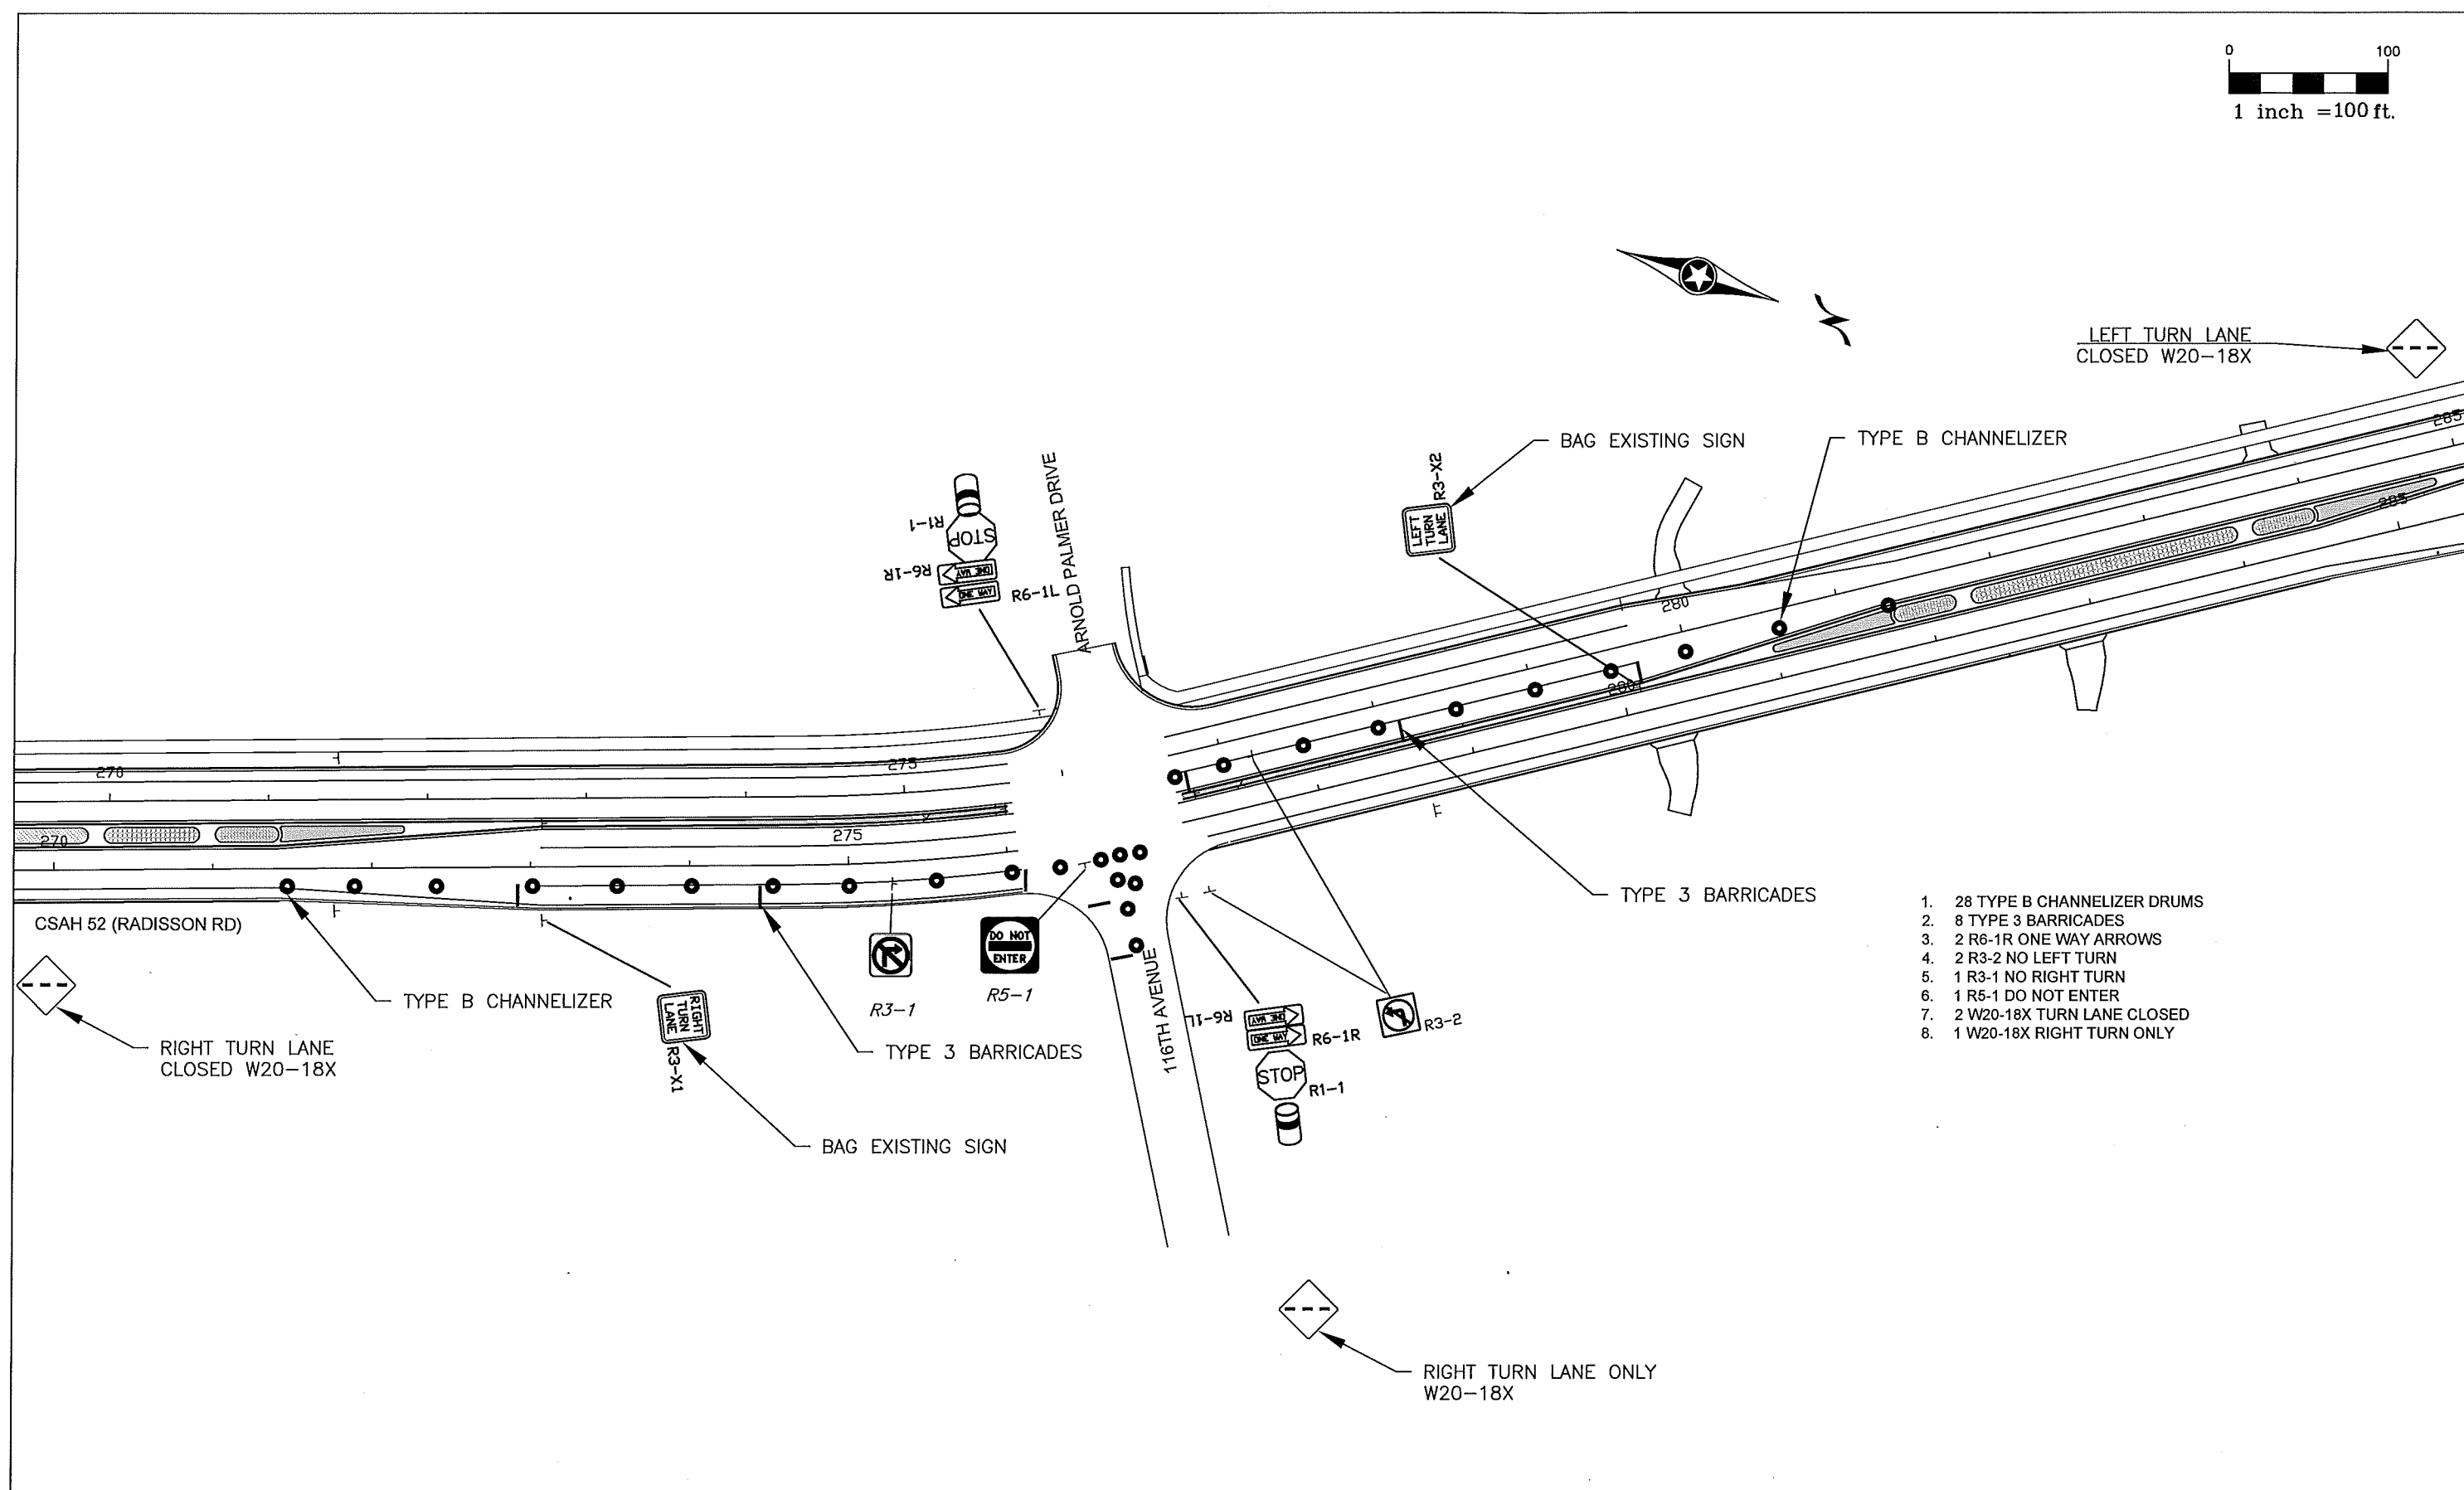 0 100
1 inch =100 ft.
LEFT TURN LANE
CLOSED W20-18X
BAG EXISTING SIGN
TYPE B CHANNELIZER
R3-X2
LEFT
TURN
LANE
ARNOLD PALMER DRIVE
R1-1
STOP
R6-1R
ONE WAY
ONE WAY
R6-1L
285
285
280
280
270
275
270
275
CSAH 52 (RADISSON RD)
TYPE B CHANNELIZER
RIGHT TURN LANE
CLOSED W20-18X
RIGHT
TURN
LANE
R3-X1
BAG EXISTING SIGN
TYPE 3 BARRICADES
R3-1
DO NOT
ENTER
R5-1
116TH AVENUE
R6-1L
ONE WAY
ONE WAY
R6-1R
STOP
R1-1
R3-2
TYPE 3 BARRICADES
1. 28 TYPE B CHANNELIZER DRUMS
2. 8 TYPE 3 BARRICADES
3. 2 R6-1R ONE WAY ARROWS
4. 2 R3-2 NO LEFT TURN
5. 1 R3-1 NO RIGHT TURN
6. 1 R5-1 DO NOT ENTER
7. 2 W20-18X TURN LANE CLOSED
8. 1 W20-18X RIGHT TURN ONLY
RIGHT TURN LANE ONLY
W20-18X
N